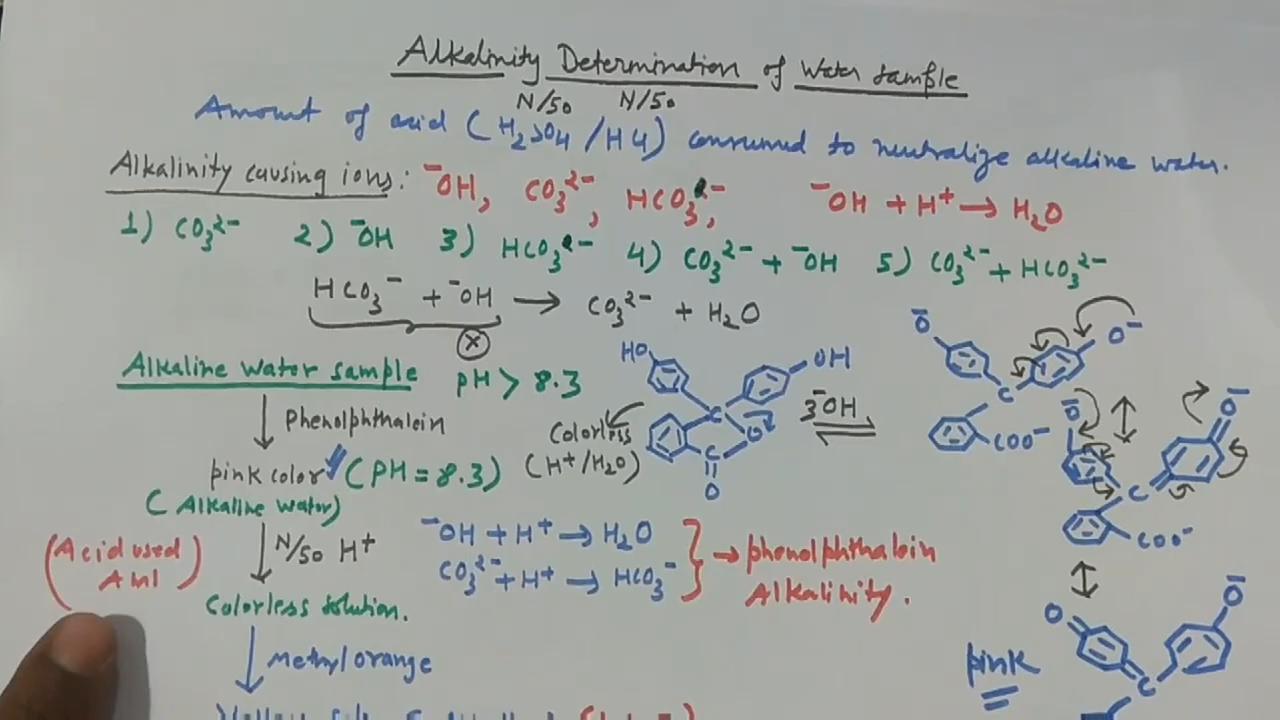 Alkalinity Determination of Water sample
N/50 N/50
Amount of acid (H2SO4 / HCl) consumed to neutralize alkaline water.
Alkalinity causing ions: ⁻OH, CO3²⁻, HCO3⁻, ⁻OH + H⁺ → H2O
1) CO3²⁻ 2) ⁻OH 3) HCO3⁻ 4) CO3²⁻ + ⁻OH 5) CO3²⁻ + HCO3²⁻
HCO3⁻ + ⁻OH → CO3²⁻ + H2O
Alkaline water sample pH > 8.3
Phenolphthalein
pink color (pH = 8.3)
(Alkaline water)
HO OH
C O
C
O
Colorless
(H⁺/H2O)
3⁻OH
⁻O O⁻
C
COO⁻
⁻O O⁻
C
COO⁻
O O⁻
C
pink
(Acid used
A ml)
N/50 H⁺
⁻OH + H⁺ → H2O
CO3²⁻ + H⁺ → HCO3⁻
→ phenolphthalein
Alkalinity.
Colorless solution.
Methyl orange